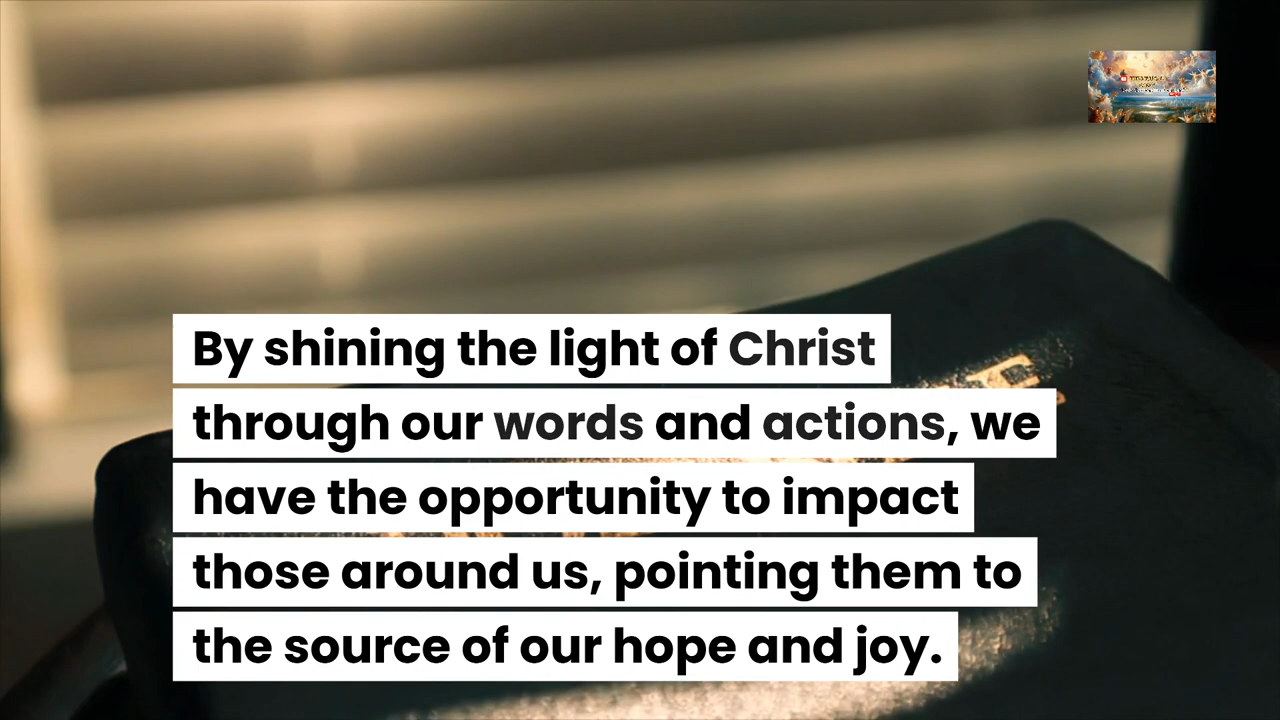 By shining the light of Christ
through our words and actions, we
have the opportunity to impact
those around us, pointing them to
the source of our hope and joy.